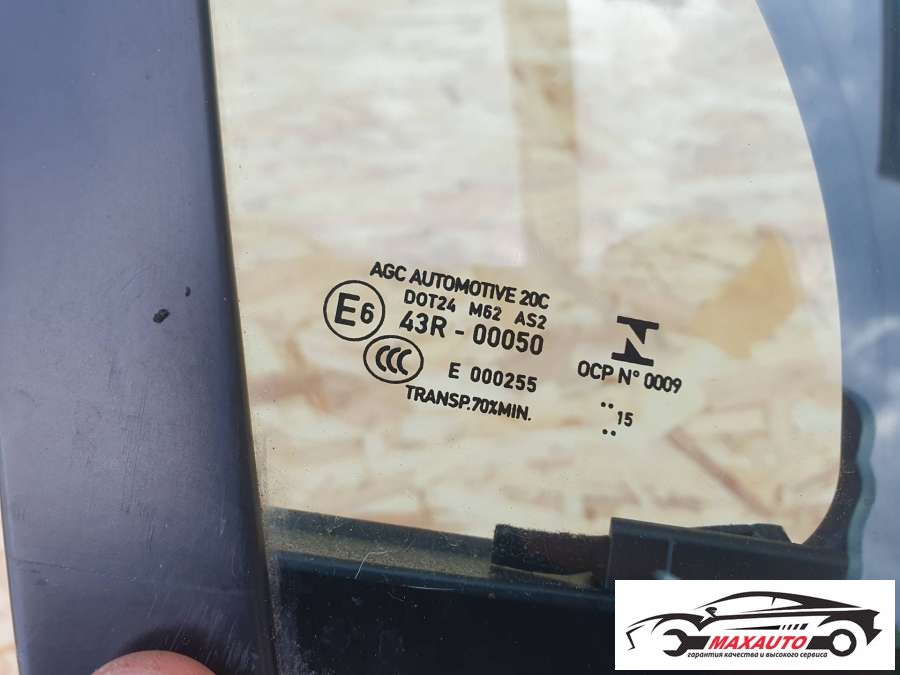 AGC AUTOMOTIVE 20C
DOT24 M62 AS2
E6
43R - 00050
CCC
E 000255
TRANSP.70%MIN.
N
OCP N° 0009
.. 15
..
MAXAUTO
гарантия качества и высокого сервиса